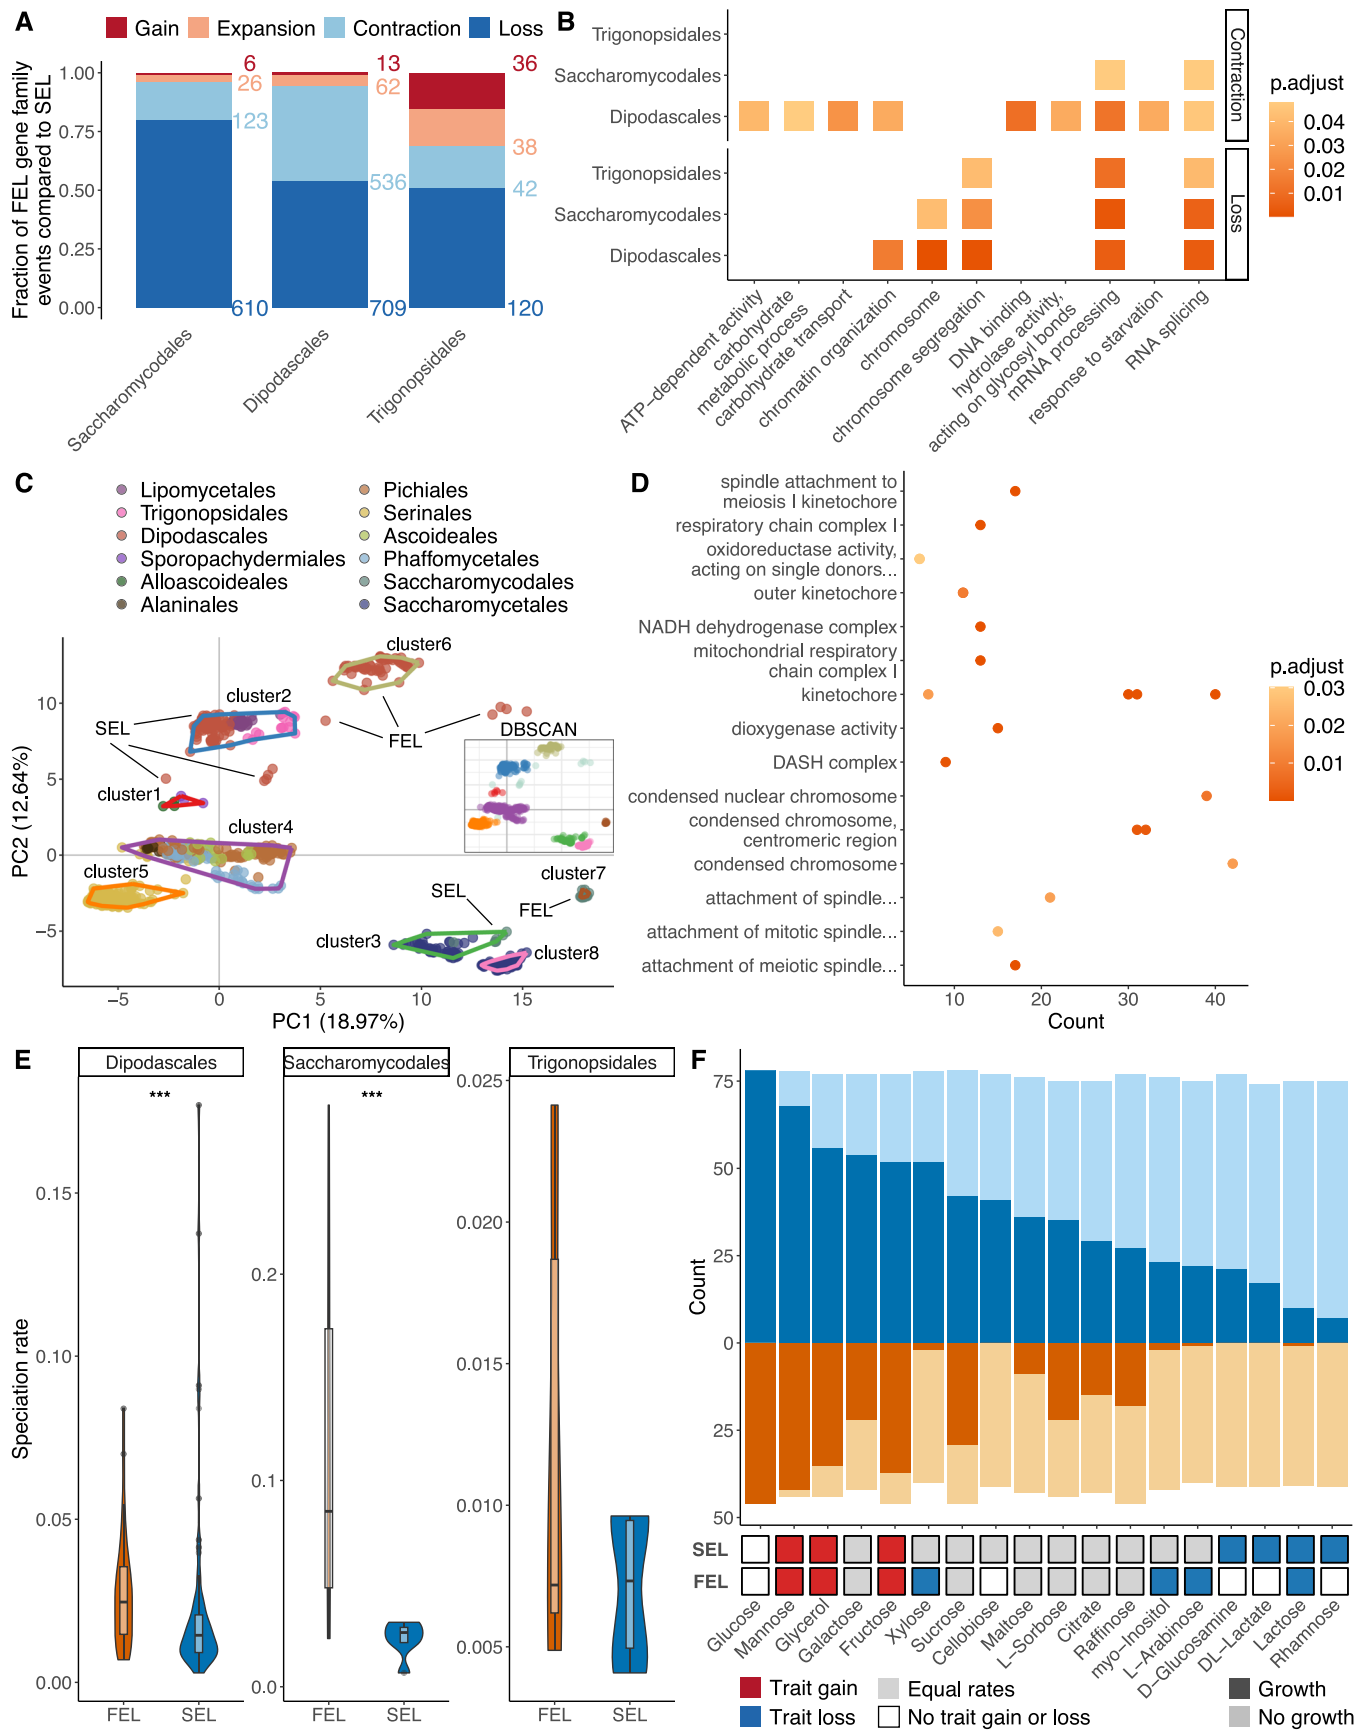 A
Gain
Expansion
Contraction
Loss
Fraction of FEL gene family
events compared to SEL
1.00
0.75
0.50
0.25
0.00
6
26
123
610
13
62
536
709
36
38
42
120
Saccharomycodales
Dipodascales
Trigonopsidales
B
Trigonopsidales
Saccharomycodales
Dipodascales
Contraction
Trigonopsidales
Saccharomycodales
Dipodascales
Loss
ATP−dependent activity
carbohydrate
metabolic process
carbohydrate transport
chromatin organization
chromosome
chromosome segregation
DNA binding
hydrolase activity,
acting on glycosyl bonds
mRNA processing
response to starvation
RNA splicing
p.adjust
0.04
0.03
0.02
0.01
C
Lipomycetales
Trigonopsidales
Dipodascales
Sporopachydermiales
Alloascoideales
Alaninales
Pichiales
Serinales
Ascoideales
Phaffomycetales
Saccharomycodales
Saccharomycetales
PC2 (12.64%)
10
5
0
−5
cluster6
cluster2
SEL
FEL
DBSCAN
cluster1
cluster4
cluster5
cluster7
SEL
FEL
cluster3
cluster8
−5
0
5
10
15
PC1 (18.97%)
D
spindle attachment to
meiosis I kinetochore
respiratory chain complex I
oxidoreductase activity,
acting on single donors...
outer kinetochore
NADH dehydrogenase complex
mitochondrial respiratory
chain complex I
kinetochore
dioxygenase activity
DASH complex
condensed nuclear chromosome
condensed chromosome,
centromeric region
condensed chromosome
attachment of spindle...
attachment of mitotic spindle...
attachment of meiotic spindle...
10
20
30
40
Count
p.adjust
0.03
0.02
0.01
E
Speciation rate
Dipodascales
***
0.15
0.10
0.05
0.00
FEL
SEL
Saccharomycodales
***
0.2
0.1
0.0
FEL
SEL
Trigonopsidales
0.025
0.020
0.015
0.010
0.005
FEL
SEL
F
Count
75
50
25
0
25
50
SEL
FEL
Glucose
Mannose
Glycerol
Galactose
Fructose
Xylose
Sucrose
Cellobiose
Maltose
L−Sorbose
Citrate
Raffinose
myo−Inositol
L−Arabinose
D−Glucosamine
DL−Lactate
Lactose
Rhamnose
Trait gain
Trait loss
Equal rates
No trait gain or loss
Growth
No growth